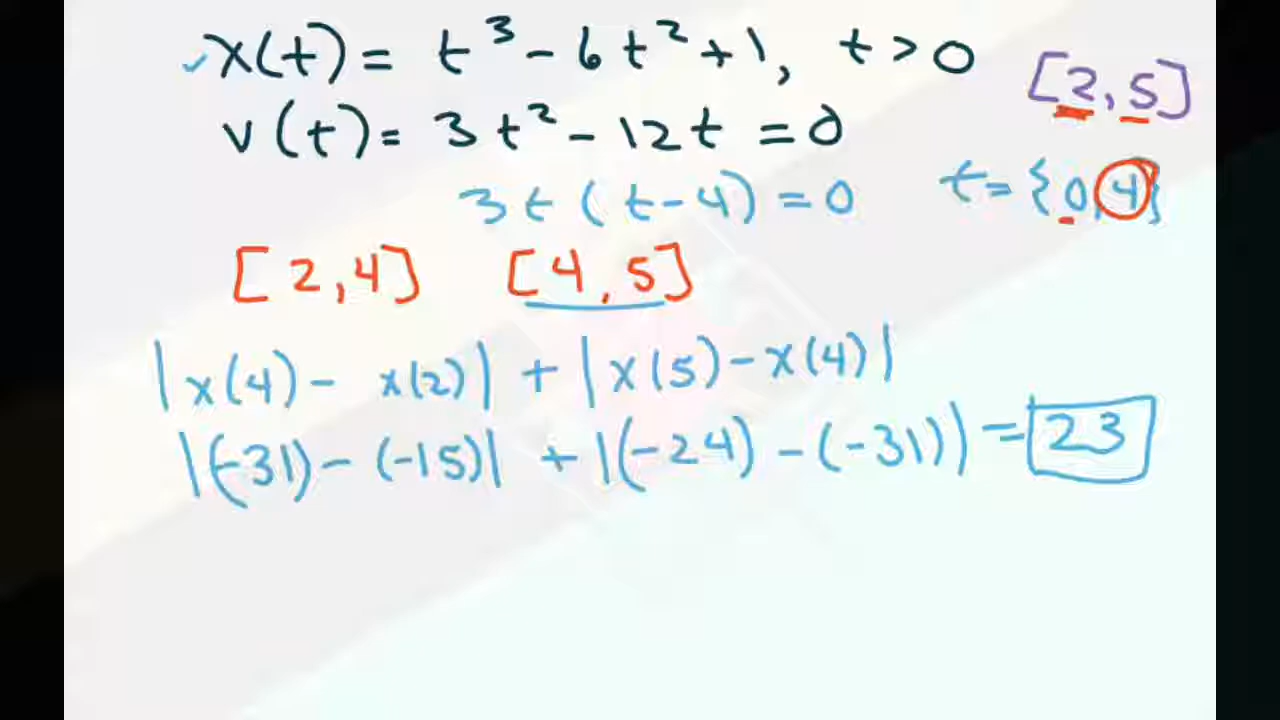 x(t) = t³ - 6t² + 1, t > 0
[2, 5]
v(t) = 3t² - 12t = 0
3t(t - 4) = 0
t = {0, 4}
[2, 4] [4, 5]
|x(4) - x(2)| + |x(5) - x(4)|
|(-31) - (-15)| + |(-24) - (-31)| = 23